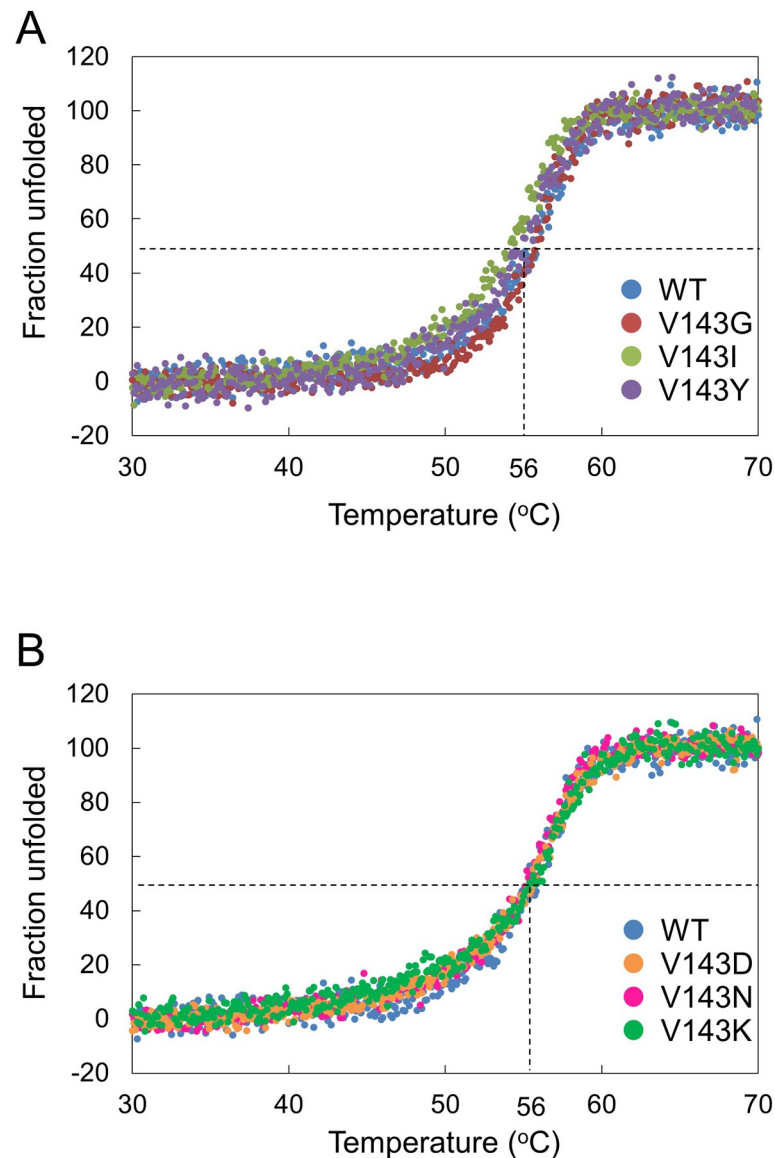 A
120
100
80
60
40
20
0
-20
Fraction unfolded
WT
V143G
V143I
V143Y
30 40 50 56 60 70
Temperature (°C)
B
120
100
80
60
40
20
0
-20
Fraction unfolded
WT
V143D
V143N
V143K
30 40 50 56 60 70
Temperature (°C)